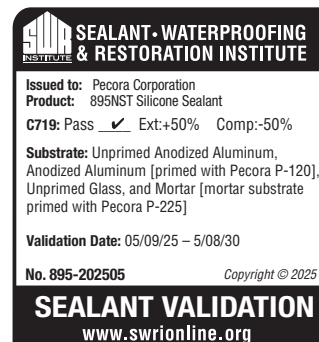 SWR
INSTITUTE
SEALANT • WATERPROOFING
& RESTORATION INSTITUTE
Issued to: Pecora Corporation
Product: 895NST Silicone Sealant
C719: Pass ✔ Ext:+50% Comp:-50%
Substrate: Unprimed Anodized Aluminum,
Anodized Aluminum [primed with Pecora P-120],
Unprimed Glass, and Mortar [mortar substrate
primed with Pecora P-225]
Validation Date: 05/09/25 – 5/08/30
No. 895-202505 Copyright © 2025
SEALANT VALIDATION
www.swrionline.org